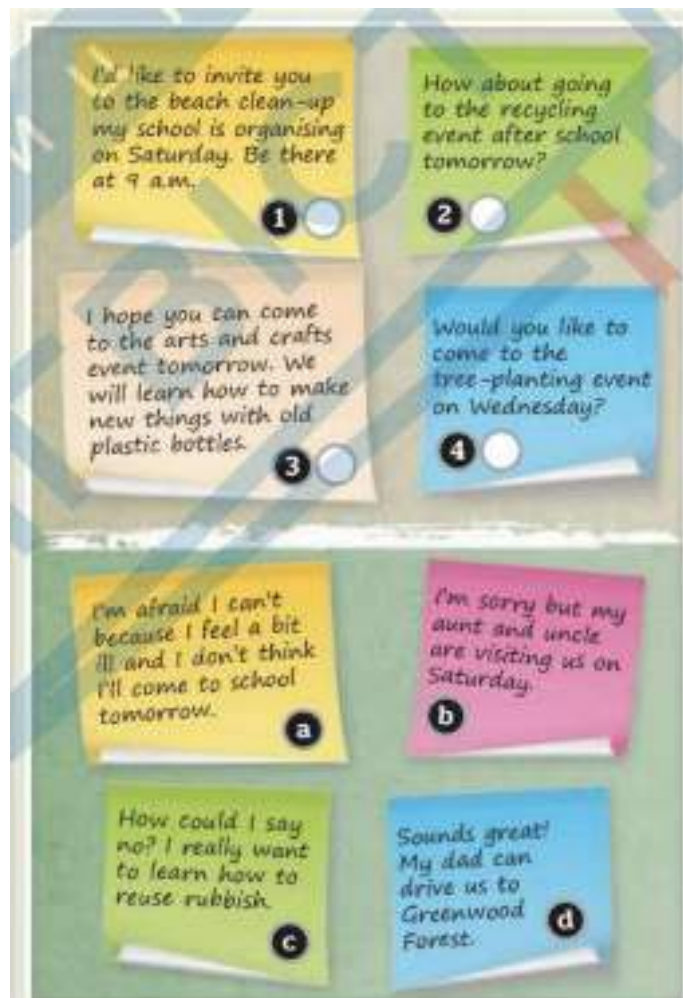 I'd like to invite you
to the beach clean-up
my school is organising
on Saturday. Be there
at 9 a.m.
1
How about going
to the recycling
event after school
tomorrow?
2
I hope you can come
to the arts and crafts
event tomorrow. We
will learn how to make
new things with old
plastic bottles.
3
Would you like to
come to the
tree-planting event
on Wednesday?
4
I'm afraid I can't
because I feel a bit
ill and I don't think
I'll come to school
tomorrow.
a
I'm sorry but my
aunt and uncle
are visiting us on
Saturday.
b
How could I say
no? I really want
to learn how to
reuse rubbish.
c
Sounds great!
My dad can
drive us to
Greenwood
Forest.
d